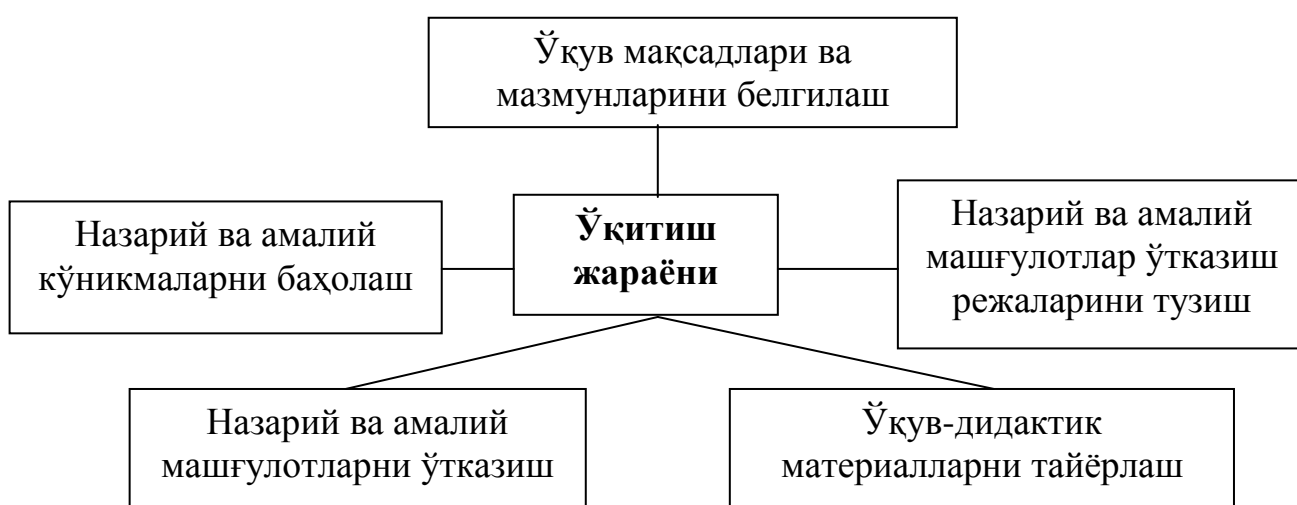 Ўқув мақсадлари ва
мазмунларини белгилаш
Назарий ва амалий
кўникмаларни баҳолаш
Ўқитиш
жараёни
Назарий ва амалий
машғулотлар ўтказиш
режаларини тузиш
Назарий ва амалий
машғулотларни ўтказиш
Ўқув-дидактик
материалларни тайёрлаш